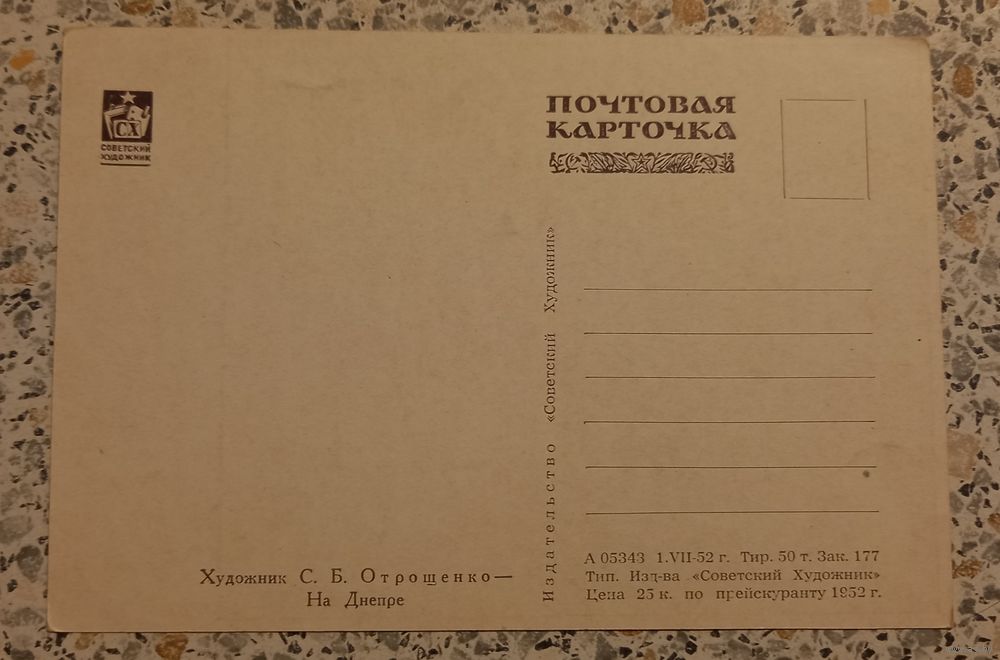 СХ
СОВЕТСКИЙ
ХУДОЖНИК
ПОЧТОВАЯ
КАРТОЧКА
Издательство «Советский Художник»
Художник С. Б. Отрощенко—
На Днепре
А 05343 1.VII-52 г. Тир. 50 т. Зак. 177
Тип. Изд-ва «Советский Художник»
Цена 25 к. по прейскуранту 1952 г.